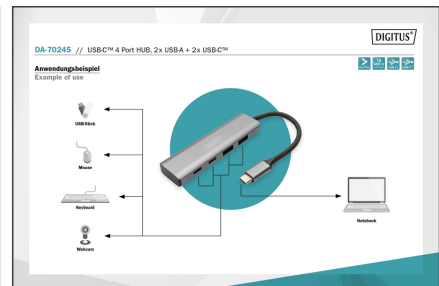 DIGITUS®
DA-70245 // USB-C™ 4 Port HUB, 2x USB-A + 2x USB-C™
Anwendungsbeispiel
Example of use
USB-Stick
Mouse
Keyboard
Webcam
Notebook